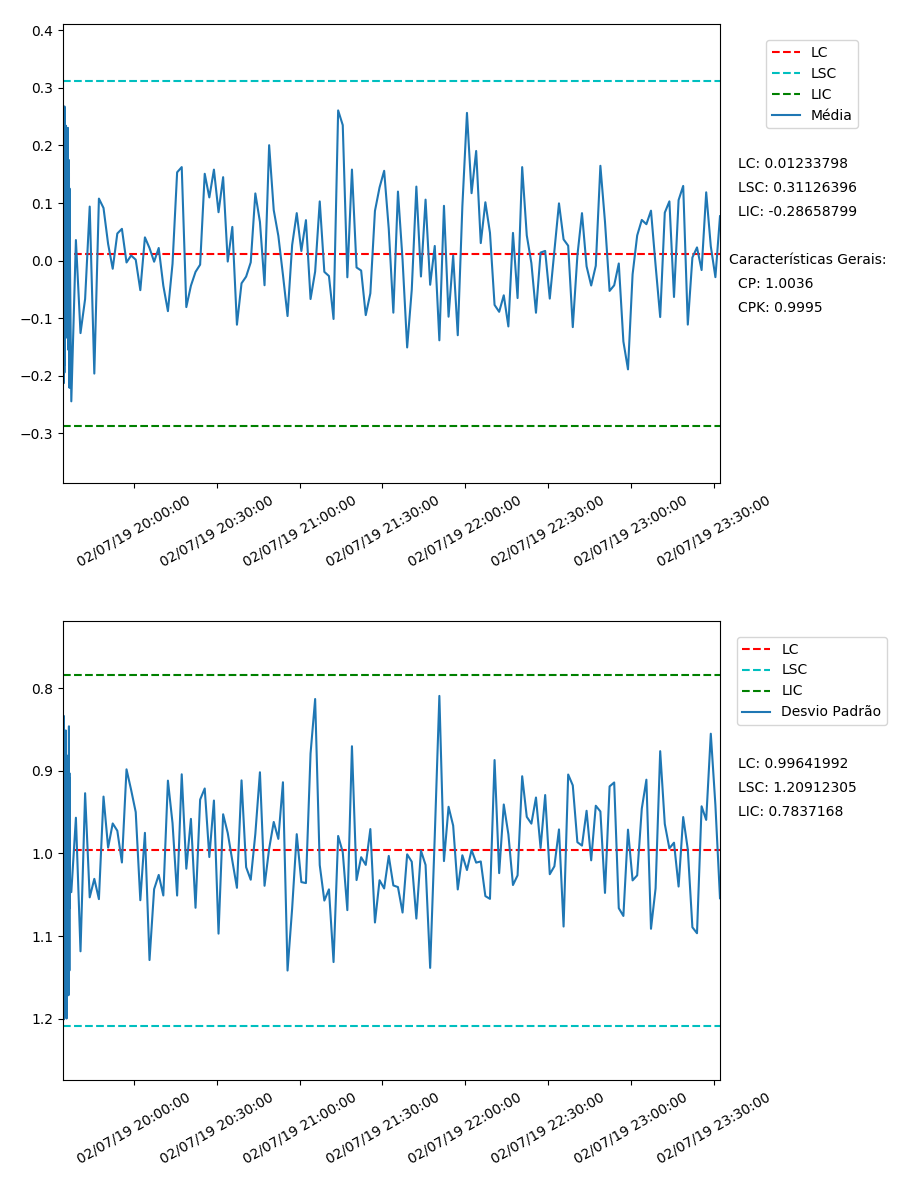 0.4
0.3
0.2
0.1
0.0
−0.1
−0.2
−0.3
02/07/19 20:00:00
02/07/19 20:30:00
02/07/19 21:00:00
02/07/19 21:30:00
02/07/19 22:00:00
02/07/19 22:30:00
02/07/19 23:00:00
02/07/19 23:30:00
LC
LSC
LIC
Média
LC: 0.01233798
LSC: 0.31126396
LIC: -0.28658799
Características Gerais:
CP: 1.0036
CPK: 0.9995
0.8
0.9
1.0
1.1
1.2
02/07/19 20:00:00
02/07/19 20:30:00
02/07/19 21:00:00
02/07/19 21:30:00
02/07/19 22:00:00
02/07/19 22:30:00
02/07/19 23:00:00
02/07/19 23:30:00
LC
LSC
LIC
Desvio Padrão
LC: 0.99641992
LSC: 1.20912305
LIC: 0.7837168